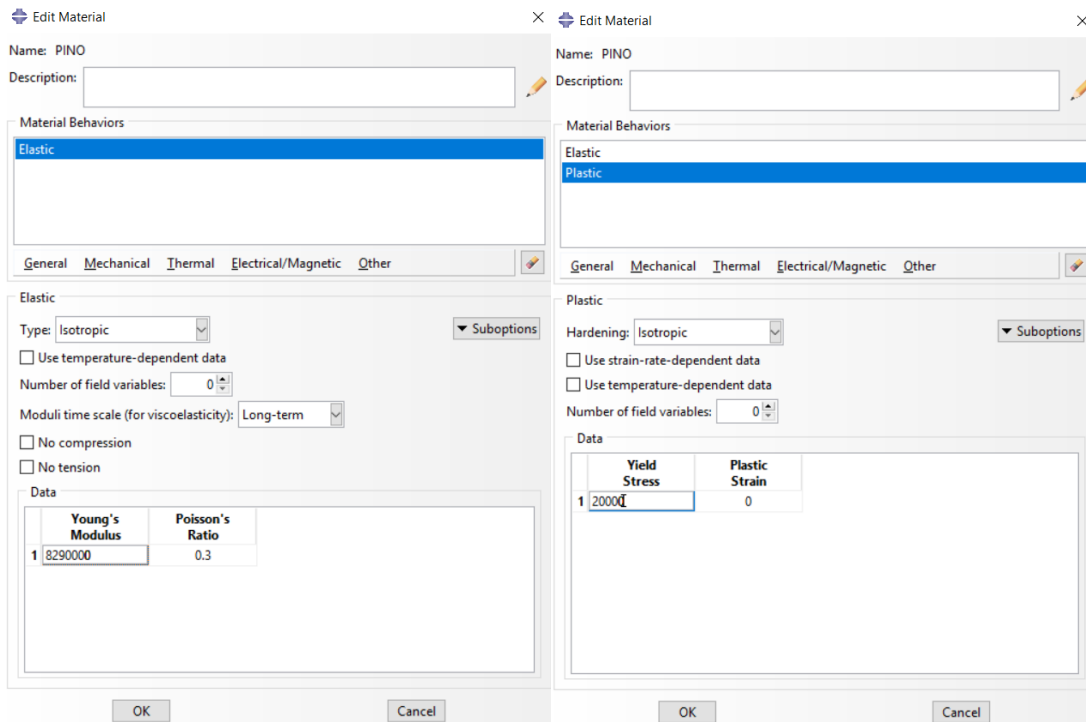 Edit Material
Name: PINO
Description:
Material Behaviors
Elastic
General Mechanical Thermal Electrical/Magnetic Other
Elastic
Type: Isotropic
Suboptions
Use temperature-dependent data
Number of field variables: 0
Moduli time scale (for viscoelasticity): Long-term
No compression
No tension
Data
Young's Modulus
Poisson's Ratio
1 8290000 0.3
OK Cancel
Edit Material
Name: PINO
Description:
Material Behaviors
Elastic
Plastic
General Mechanical Thermal Electrical/Magnetic Other
Plastic
Hardening: Isotropic
Suboptions
Use strain-rate-dependent data
Use temperature-dependent data
Number of field variables: 0
Data
Yield Stress
Plastic Strain
1 20000 0
OK Cancel